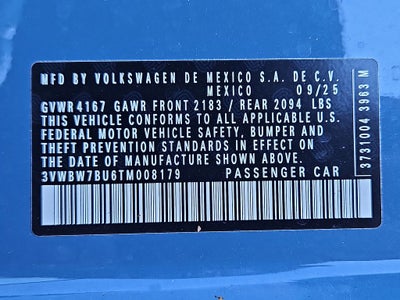 MFD BY VOLKSWAGEN DE MEXICO S.A. DE C.V.
MEXICO 09/25
GVWR 4167 GAWR FRONT 2183 / REAR 2094 LBS
THIS VEHICLE CONFORMS TO ALL APPLICABLE U.S.
FEDERAL MOTOR VEHICLE SAFETY, BUMPER AND
THEFT PREVENTION STANDARDS IN EFFECT ON
THE DATE OF MANUFACTURE SHOWN ABOVE
3VWBW7BU6TM008179 PASSENGER CAR
3731004 3963 M